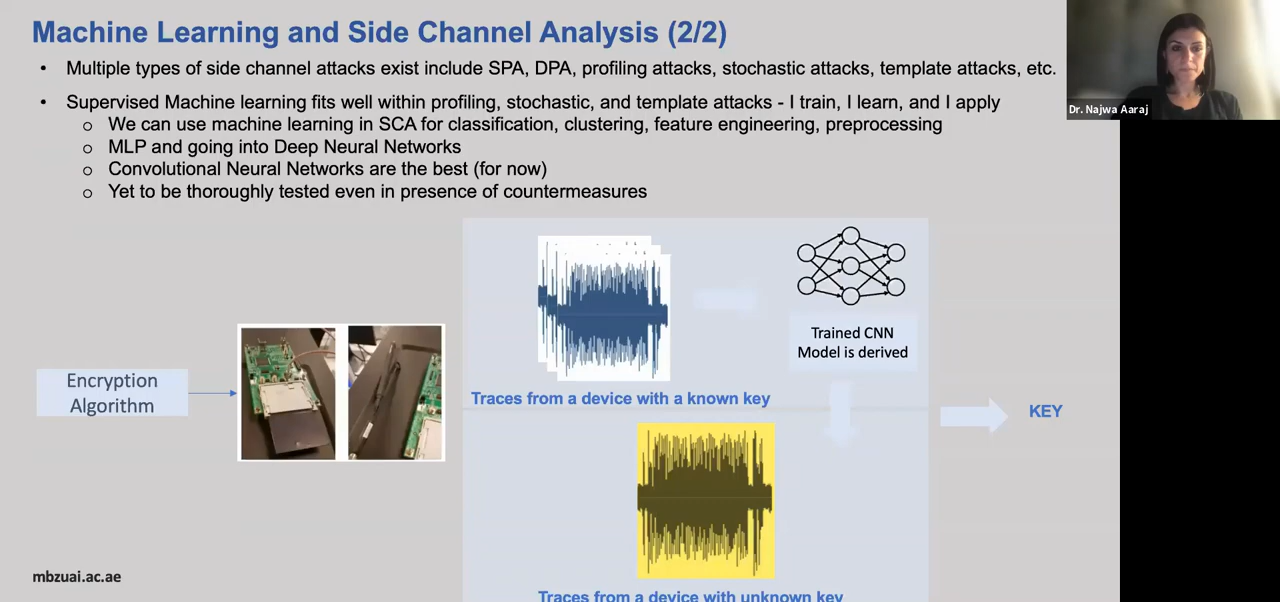 Machine Learning and Side Channel Analysis (2/2)
• Multiple types of side channel attacks exist include SPA, DPA, profiling attacks, stochastic attacks, template attacks, etc.
• Supervised Machine learning fits well within profiling, stochastic, and template attacks - I train, I learn, and I apply
o We can use machine learning in SCA for classification, clustering, feature engineering, preprocessing
o MLP and going into Deep Neural Networks
o Convolutional Neural Networks are the best (for now)
o Yet to be thoroughly tested even in presence of countermeasures
Dr. Najwa Aaraj
Encryption
Algorithm
Trained CNN
Model is derived
Traces from a device with a known key
KEY
Traces from a device with unknown key
mbzuai.ac.ae